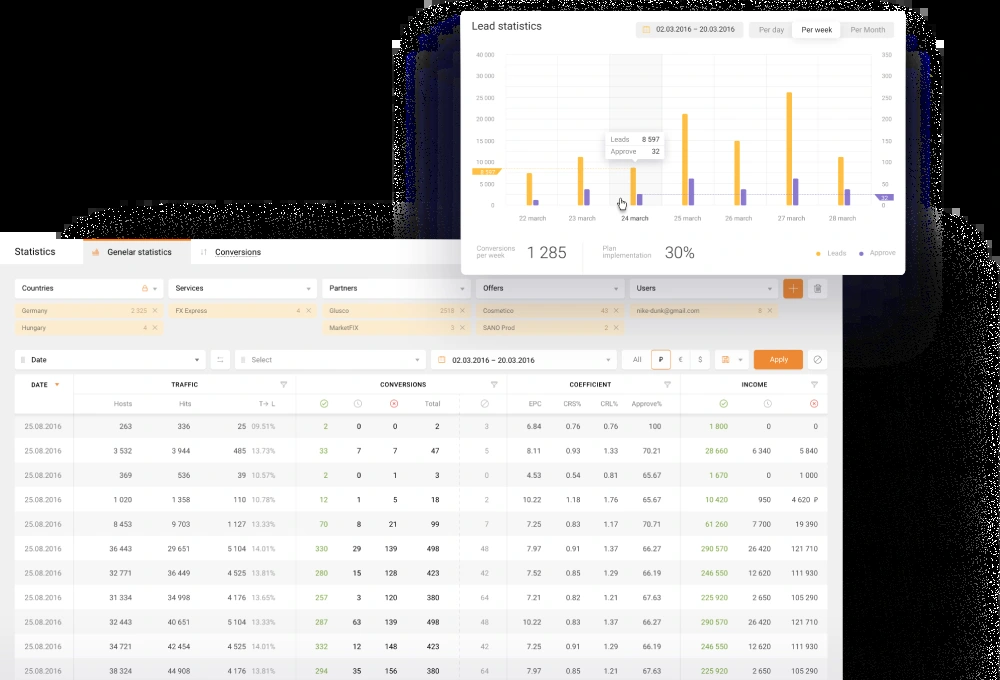 Lead statistics
02.03.2016 – 20.03.2016
Per day Per week Per Month
40 000 350
35 000 300
30 000 300
20 000 250
20 000 200
15 000 150
10 000 100
5 000 50
0 0
8 597
32
Leads 8 597
Approve 32
22 march 23 march 24 march 25 march 26 march 27 march 28 march
Conversions per week 1 285
Plan implementation 30%
Leads Approve
Statistics Genelar statistics Conversions
Countries Services Partners Offers Users
Germany 2 325 FX Express 4 Glusco 2518 Cosmetico 43 nike-dunk@gmail.com 8
Hungary 4 MarketFIX 3 SAND Prod 2
Date Select 02.03.2016 – 20.03.2016 All ₽ € $ Apply
DATE TRAFFIC CONVERSIONS COEFFICIENT INCOME
Hosts Hits T→ L Total EPC CRS% CRL% Approve%
25.08.2016 263 336 25 09.51% 2 0 0 2 3 6.84 0.76 0.76 100 1 800 0 0
25.08.2016 3 532 3 944 485 13.73% 33 7 7 47 5 8.11 0.93 1.33 70.21 28 660 6 340 5 840
25.08.2016 369 536 39 10.57% 2 0 1 3 0 4.53 0.54 0.81 65.67 1 670 0 1 000
25.08.2016 1 020 1 358 110 10.78% 12 1 5 18 2 10.22 1.18 1.76 65.67 10 420 950 4 620 ₽
25.08.2016 8 453 9 703 1 127 13.33% 70 8 21 99 7 7.25 0.83 1.17 70.71 61 260 7 700 19 390
25.08.2016 36 443 29 651 5 104 14.01% 330 29 139 498 48 7.97 0.91 1.37 66.27 290 570 26 420 121 710
25.08.2016 32 771 36 449 4 525 13.81% 280 15 128 423 42 7.52 0.85 1.29 66.19 246 550 12 620 111 930
25.08.2016 31 334 34 998 4 176 13.65% 257 3 120 380 64 7.21 0.82 1.21 67.63 225 920 2 650 105 290
25.08.2016 32 443 40 651 5 104 13.33% 287 63 139 498 48 10.22 0.83 1.37 66.27 290 570 26 420 121 710
25.08.2016 34 721 42 454 4 525 14.01% 332 12 148 423 42 7.25 0.91 1.29 66.19 246 550 12 620 111 930
25.08.2016 38 324 44 908 4 176 13.81% 294 35 156 380 64 7.97 0.85 1.21 67.63 225 920 2 650 105 290